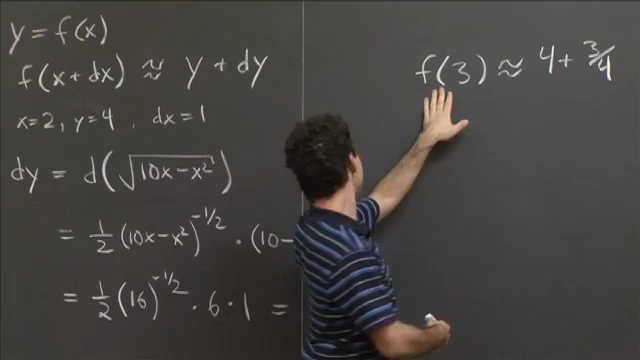 y = f(x)
f(x + dx) ≈ y + dy
x=2, y=4, dx=1
dy = d(√10x-x²)
= 1/2 (10x-x²)^-1/2 · (10-
= 1/2 (16)^-1/2 · 6 · 1 =
f(3) ≈ 4 + 3/4